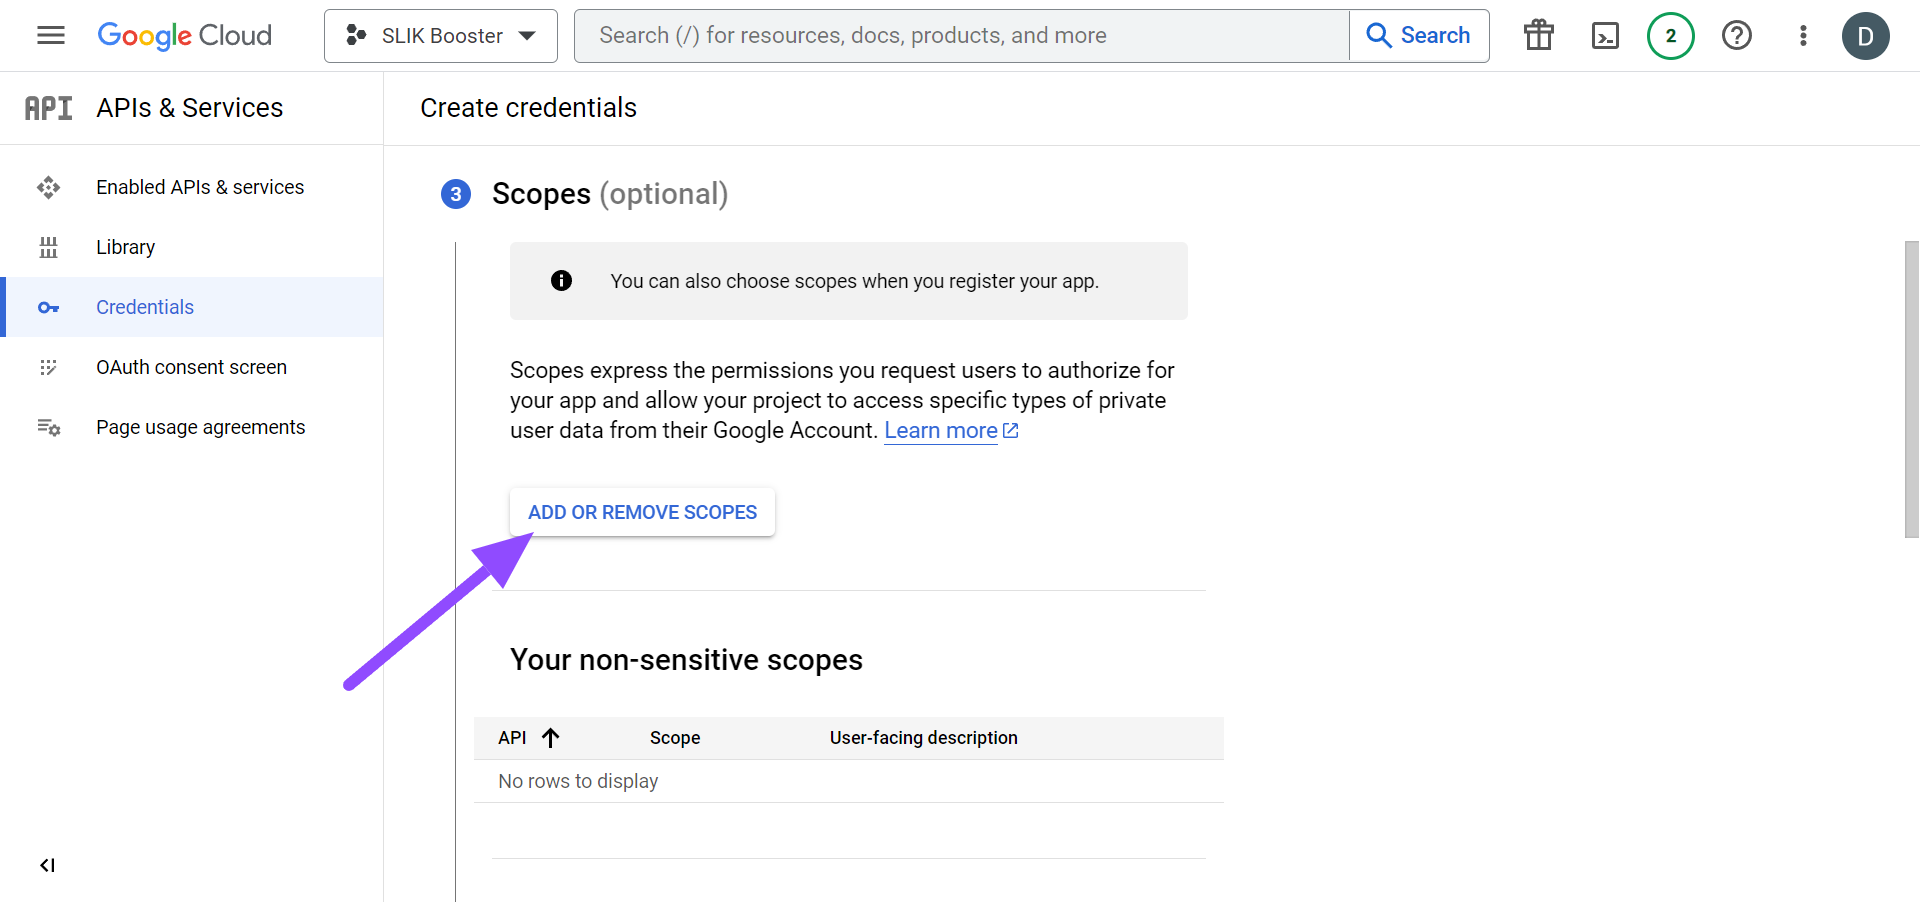 Google Cloud
SLIK Booster
Search (/) for resources, docs, products, and more
Search
2
D
API
APIs & Services
Create credentials
Enabled APIs & services
Library
Credentials
OAuth consent screen
Page usage agreements
3
Scopes (optional)
You can also choose scopes when you register your app.
Scopes express the permissions you request users to authorize for
your app and allow your project to access specific types of private
user data from their Google Account. Learn more
ADD OR REMOVE SCOPES
Your non-sensitive scopes
API Scope User-facing description
No rows to display